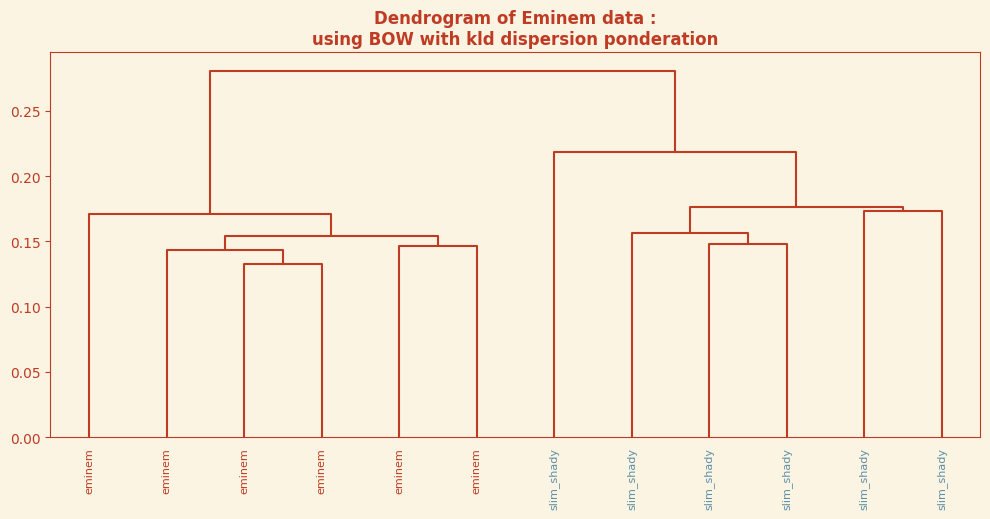 Dendrogram of Eminem data :
using BOW with kld dispersion ponderation
0.25
0.20
0.15
0.10
0.05
0.00
eminem
eminem
eminem
eminem
eminem
eminem
slim_shady
slim_shady
slim_shady
slim_shady
slim_shady
slim_shady